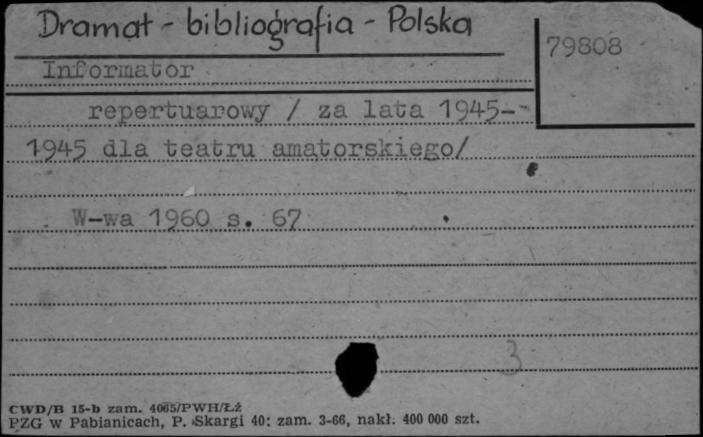 Dramat - bibliografia - Polska
79808
Informator
repertuarowy / za lata 1945-
1945 dla teatru amatorskiego/
W-wa 1960 s. 67
3
CWD/B 15-b zam. 4065/PWH/Łź
PZG w Pabianicach, P. Skargi 40; zam. 3-66, nakł. 400 000 szt.